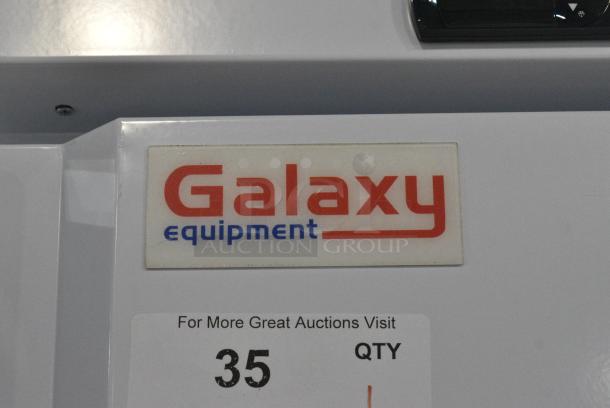 Galaxy
equipment
AUCTION GROUP
For More Great Auctions Visit
35 QTY